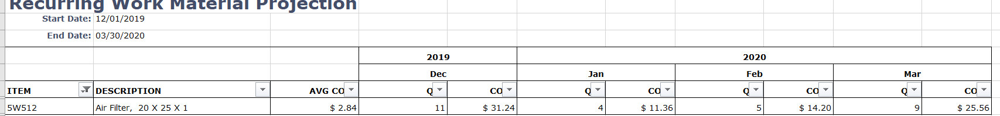 Recurring Work Material Projection
Start Date: 12/01/2019
End Date: 03/30/2020
2019 2020
Dec Jan Feb Mar
ITEM DESCRIPTION AVG CO Q CO Q CO Q CO Q CO
5W512 Air Filter, 20 X 25 X 1 $ 2.84 11 $ 31.24 4 $ 11.36 5 $ 14.20 9 $ 25.56